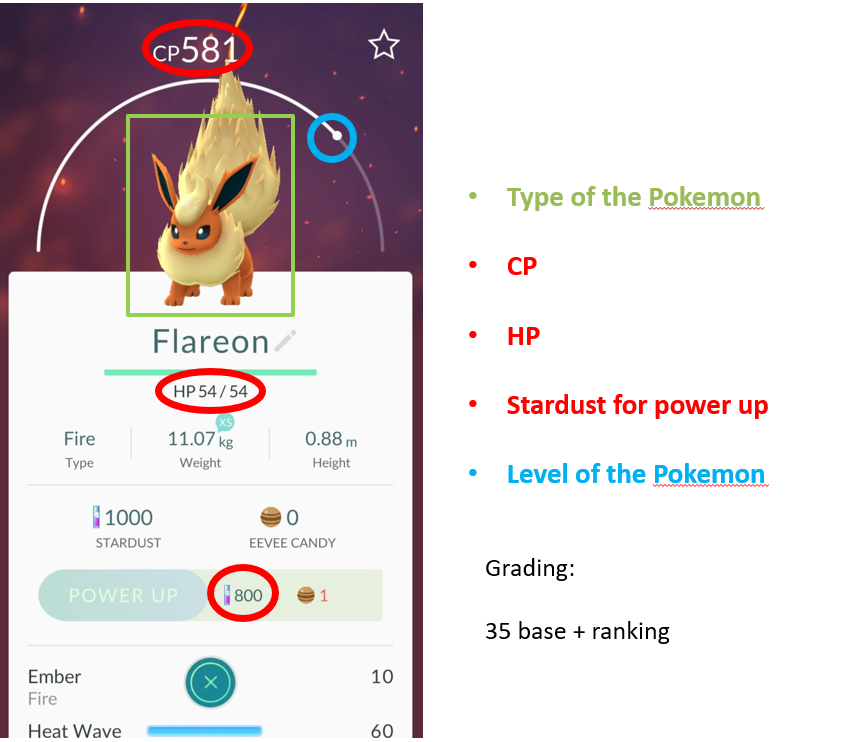 CP581
Flareon
HP 54 / 54
XS
Fire 11.07 kg 0.88 m
Type Weight Height
1000 0
STARDUST EEVEE CANDY
POWER UP 800 1
Ember 10
Fire
Heat Wave 60
• Type of the Pokemon
• CP
• HP
• Stardust for power up
• Level of the Pokemon
Grading:
35 base + ranking